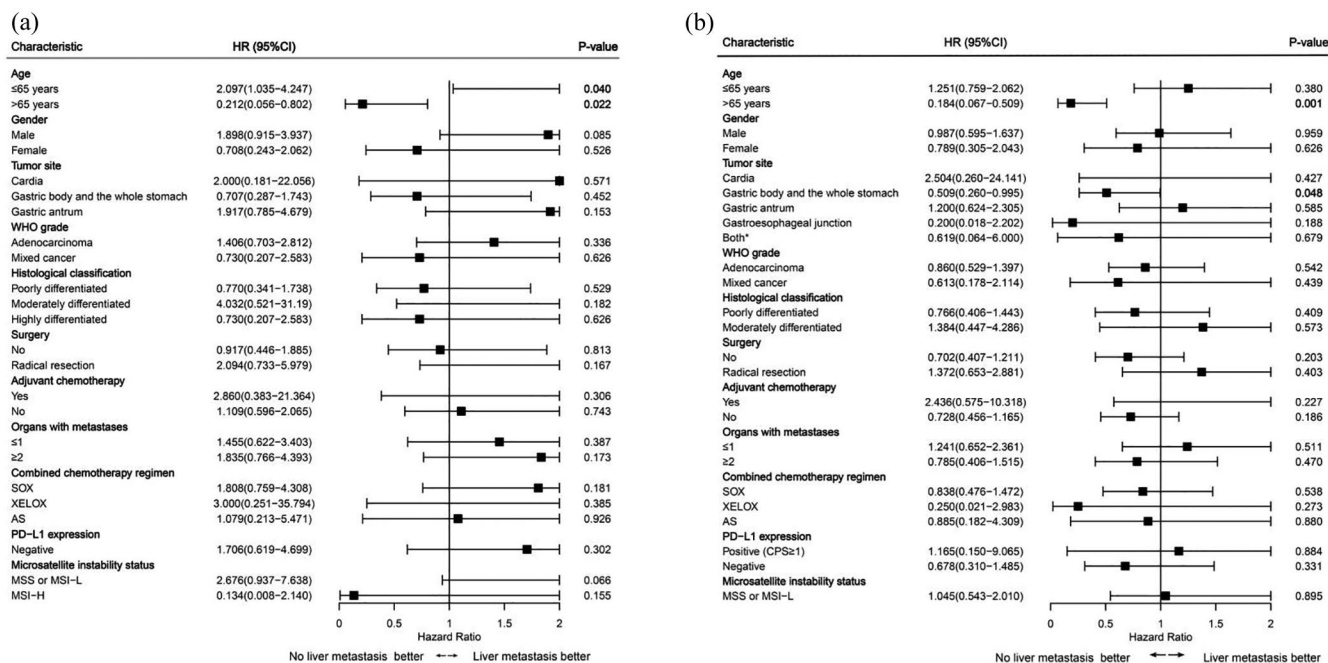 (a)
Characteristic HR (95%CI) P-value
Age
≤65 years 2.097(1.035−4.247) 0.040
>65 years 0.212(0.056−0.802) 0.022
Gender
Male 1.898(0.915−3.937) 0.085
Female 0.708(0.243−2.062) 0.526
Tumor site
Cardia 2.000(0.181−22.056) 0.571
Gastric body and the whole stomach 0.707(0.287−1.743) 0.452
Gastric antrum 1.917(0.785−4.679) 0.153
WHO grade
Adenocarcinoma 1.406(0.703−2.812) 0.336
Mixed cancer 0.730(0.207−2.583) 0.626
Histological classification
Poorly differentiated 0.770(0.341−1.738) 0.529
Moderately differentiated 4.032(0.521−31.19) 0.182
Highly differentiated 0.730(0.207−2.583) 0.626
Surgery
No 0.917(0.446−1.885) 0.813
Radical resection 2.094(0.733−5.979) 0.167
Adjuvant chemotherapy
Yes 2.860(0.383−21.364) 0.306
No 1.109(0.596−2.065) 0.743
Organs with metastases
≤1 1.455(0.622−3.403) 0.387
≥2 1.835(0.766−4.393) 0.173
Combined chemotherapy regimen
SOX 1.808(0.759−4.308) 0.181
XELOX 3.000(0.251−35.794) 0.385
AS 1.079(0.213−5.471) 0.926
PD−L1 expression
Negative 1.706(0.619−4.699) 0.302
Microsatellite instability status
MSS or MSI−L 2.676(0.937−7.638) 0.066
MSI−H 0.134(0.008−2.140) 0.155
0 0.5 1 1.5 2
Hazard Ratio
No liver metastasis better Liver metastasis better
(b)
Characteristic HR (95%CI) P-value
Age
≤65 years 1.251(0.759−2.062) 0.380
>65 years 0.184(0.067−0.509) 0.001
Gender
Male 0.987(0.595−1.637) 0.959
Female 0.789(0.305−2.043) 0.626
Tumor site
Cardia 2.504(0.260−24.141) 0.427
Gastric body and the whole stomach 0.509(0.260−0.995) 0.048
Gastric antrum 1.200(0.624−2.305) 0.585
Gastroesophageal junction 0.200(0.018−2.202) 0.188
Both* 0.619(0.064−6.000) 0.679
WHO grade
Adenocarcinoma 0.860(0.529−1.397) 0.542
Mixed cancer 0.613(0.178−2.114) 0.439
Histological classification
Poorly differentiated 0.766(0.406−1.443) 0.409
Moderately differentiated 1.384(0.447−4.286) 0.573
Surgery
No 0.702(0.407−1.211) 0.203
Radical resection 1.372(0.653−2.881) 0.403
Adjuvant chemotherapy
Yes 2.436(0.575−10.318) 0.227
No 0.728(0.456−1.165) 0.186
Organs with metastases
≤1 1.241(0.652−2.361) 0.511
≥2 0.785(0.406−1.515) 0.470
Combined chemotherapy regimen
SOX 0.838(0.476−1.472) 0.538
XELOX 0.250(0.021−2.983) 0.273
AS 0.885(0.182−4.309) 0.880
PD−L1 expression
Positive (CPS≥1) 1.165(0.150−9.065) 0.884
Negative 0.678(0.310−1.485) 0.331
Microsatellite instability status
MSS or MSI−L 1.045(0.543−2.010) 0.895
0 0.5 1 1.5 2
Hazard Ratio
No liver metastasis better Liver metastasis better